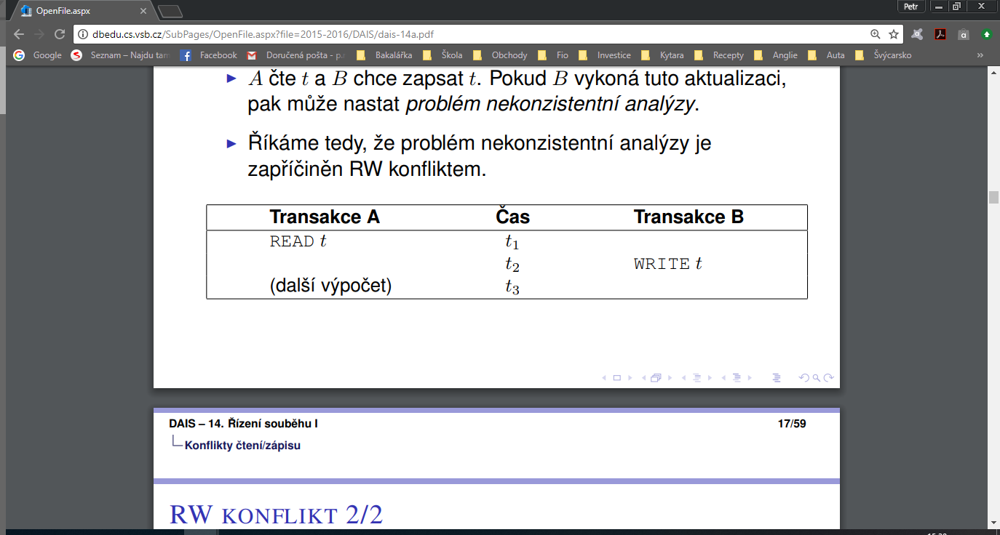 OpenFile.aspx
Petr
dbedu.cs.vsb.cz/SubPages/OpenFile.aspx?file=2015-2016/DAIS/dais-14a.pdf
Google Seznam – Najdu tam Facebook Doručená pošta - p.r Bakalářka Škola Obchody Fio Investice Kytara Recepty Anglie Auta Švýcarsko »
A čte t a B chce zapsat t. Pokud B vykoná tuto aktualizaci,
pak může nastat problém nekonzistentní analýzy.
Říkáme tedy, že problém nekonzistentní analýzy je
zapříčiněn RW konfliktem.
Transakce A Čas Transakce B
READ t t₁
t₂ WRITE t
(další výpočet) t₃
DAIS – 14. Řízení souběhu I 17/59
Konflikty čtení/zápisu
RW KONFLIKT 2/2